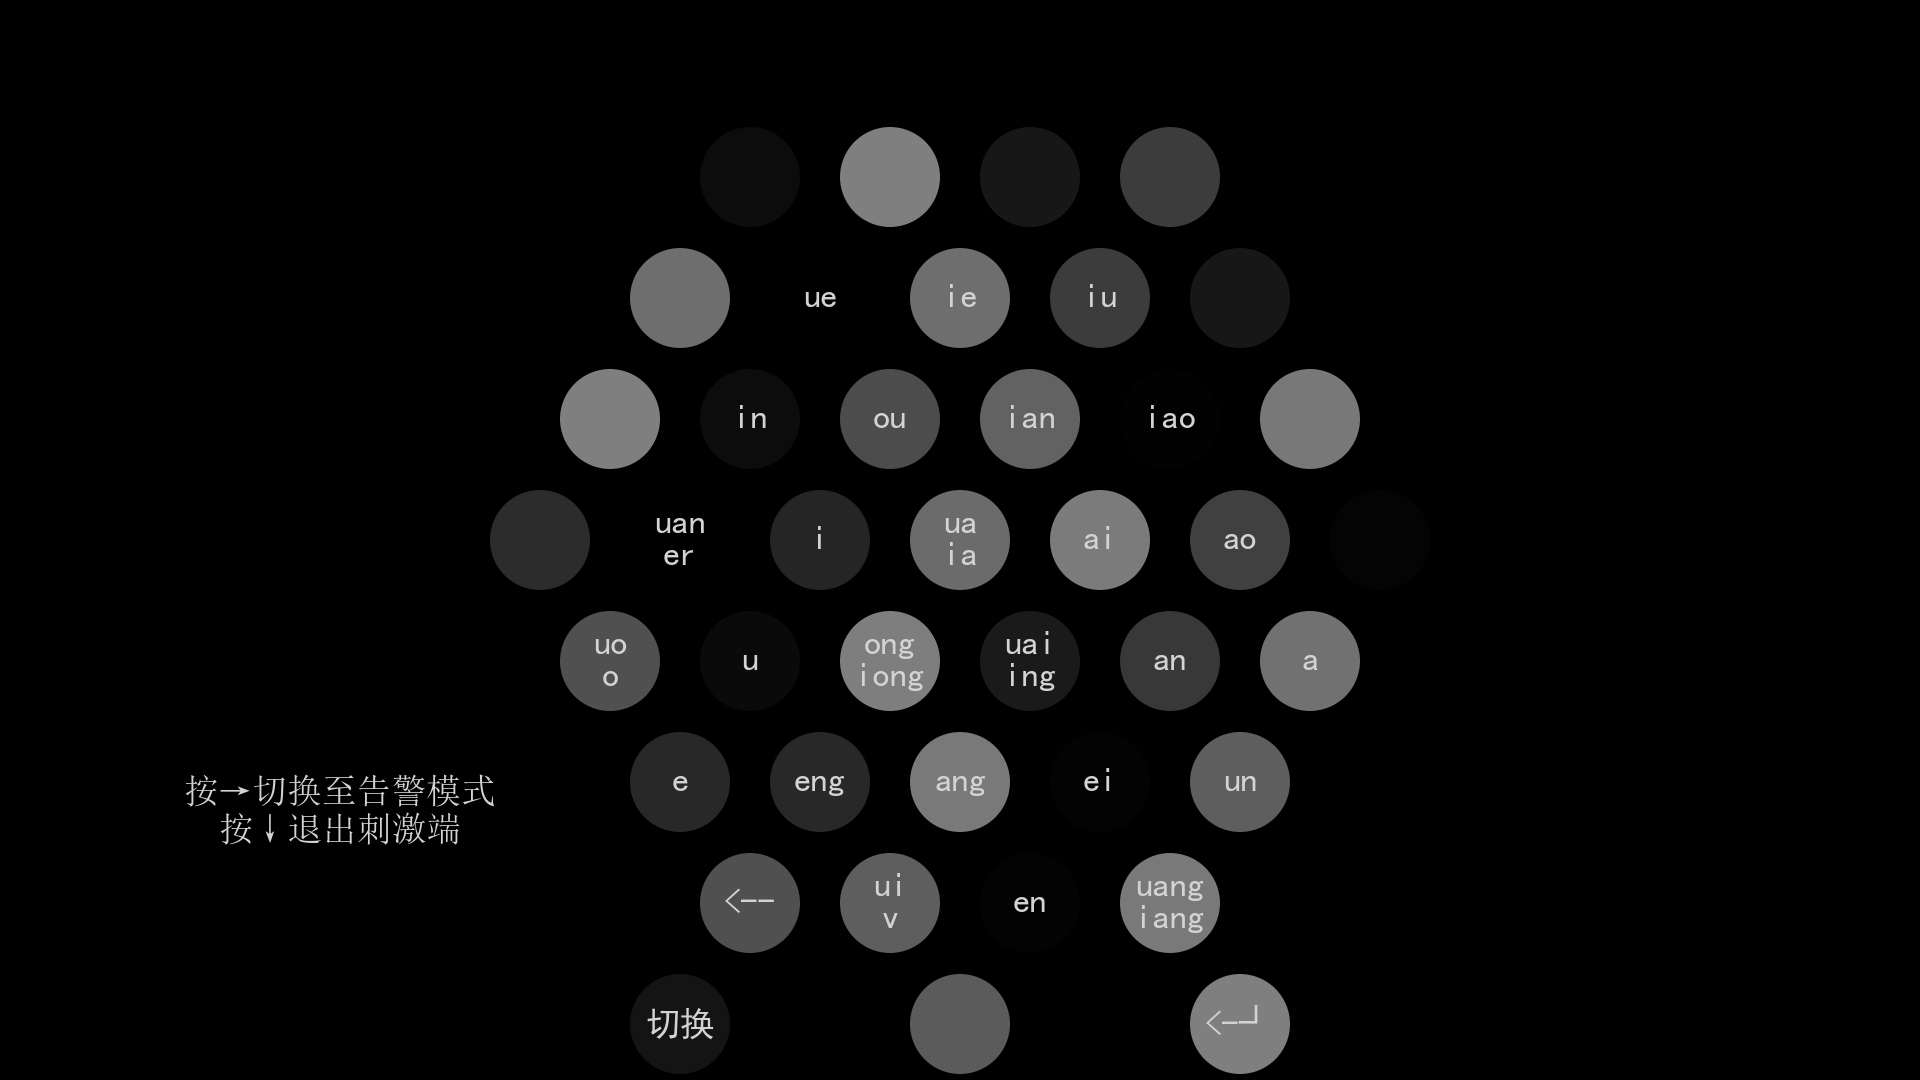 ue
ie
iu
in
ou
ian
iao
uan
er
i
ua
ia
ai
ao
uo
o
u
ong
iong
uai
ing
an
a
e
eng
ang
ei
un
按→切换至告警模式
按↓退出刺激端
<--
ui
v
en
uang
iang
切换
<-┘